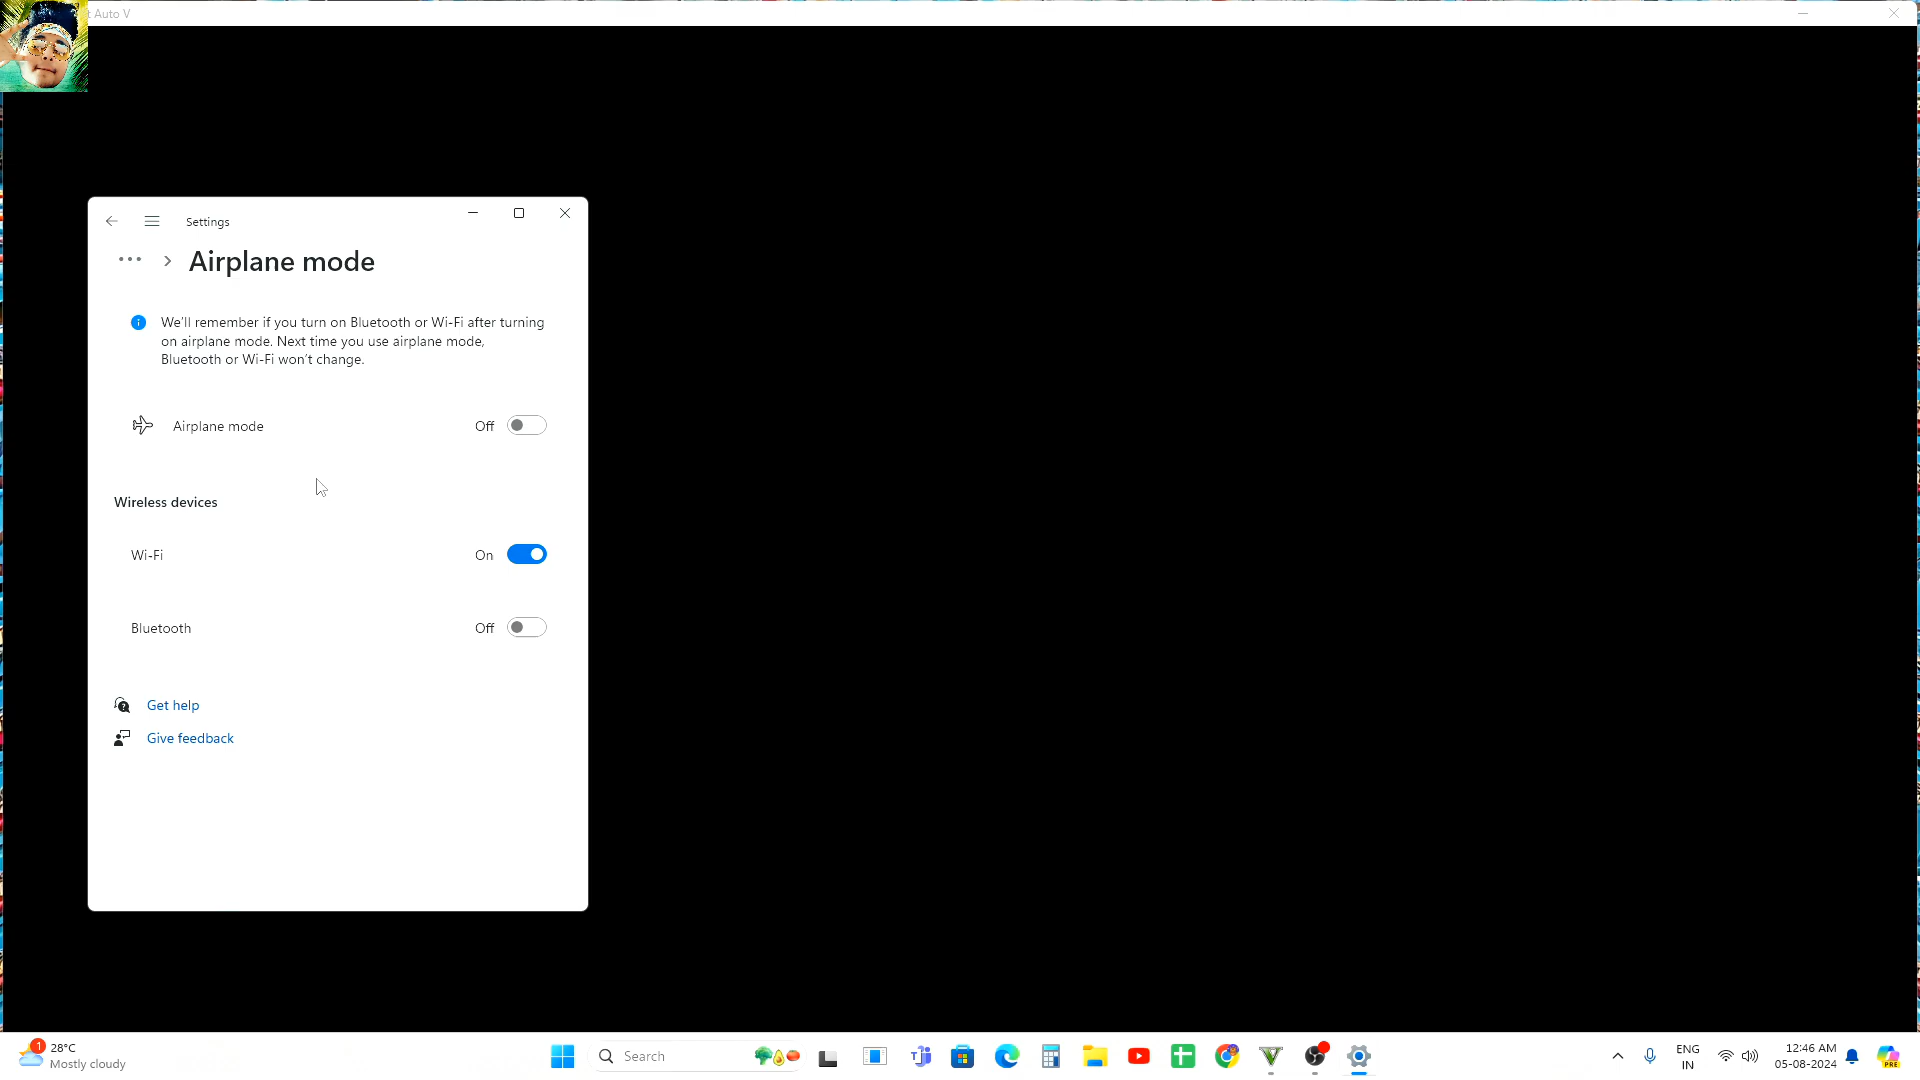 t Auto V
Settings
Airplane mode
We'll remember if you turn on Bluetooth or Wi-Fi after turning
on airplane mode. Next time you use airplane mode,
Bluetooth or Wi-Fi won't change.
Airplane mode Off
Wireless devices
Wi-Fi On
Bluetooth Off
Get help
Give feedback
1
28°C
Mostly cloudy
Search
ENG
IN
12:46 AM
05-08-2024
PRE